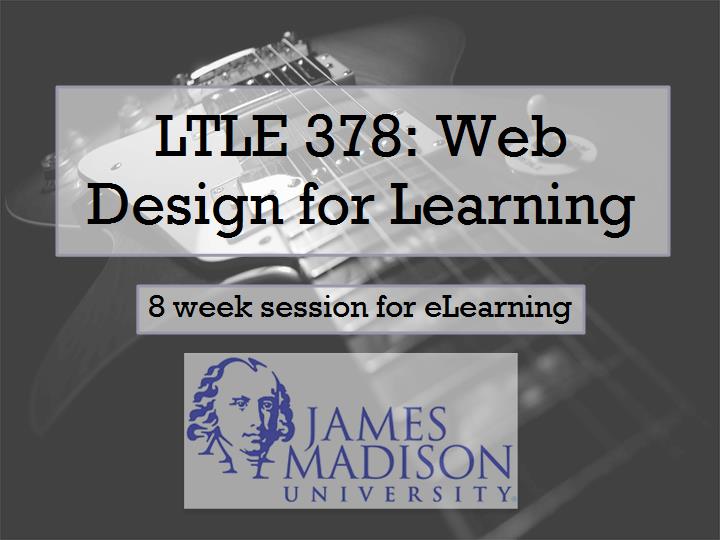 LTLE 378: Web
Design for Learning
8 week session for eLearning
JAMES
MADISON
UNIVERSITY